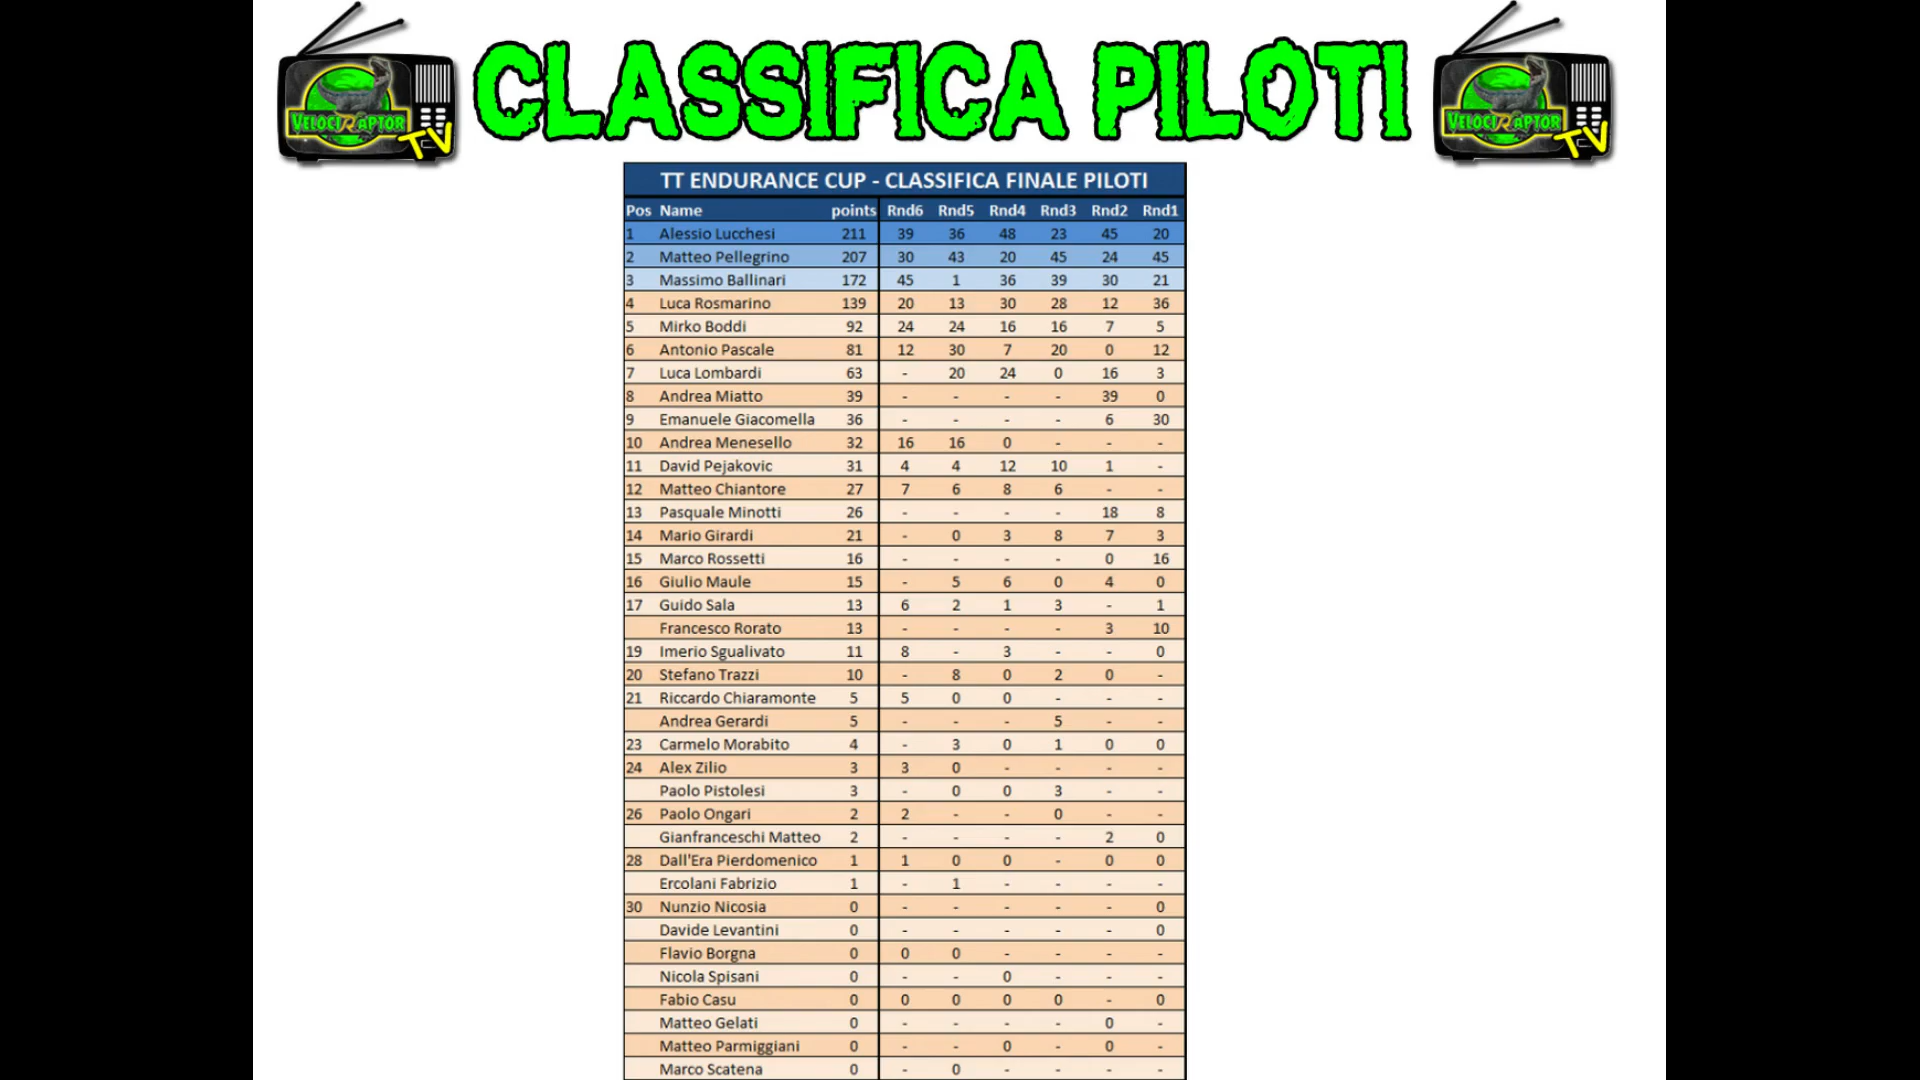 VELOCIRAPTOR TV
CLASSIFICA PILOTI
VELOCIRAPTOR TV
TT ENDURANCE CUP - CLASSIFICA FINALE PILOTI
Pos Name points Rnd6 Rnd5 Rnd4 Rnd3 Rnd2 Rnd1
1 Alessio Lucchesi 211 39 36 48 23 45 20
2 Matteo Pellegrino 207 30 43 20 45 24 45
3 Massimo Ballinari 172 45 1 36 39 30 21
4 Luca Rosmarino 139 20 13 30 28 12 36
5 Mirko Boddi 92 24 24 16 16 7 5
6 Antonio Pascale 81 12 30 7 20 0 12
7 Luca Lombardi 63 - 20 24 0 16 3
8 Andrea Miatto 39 - - - - 39 0
9 Emanuele Giacomella 36 - - - - 6 30
10 Andrea Menesello 32 16 16 0 - - -
11 David Pejakovic 31 4 4 12 10 1 -
12 Matteo Chiantore 27 7 6 8 6 - -
13 Pasquale Minotti 26 - - - - 18 8
14 Mario Girardi 21 - 0 3 8 7 3
15 Marco Rossetti 16 - - - - 0 16
16 Giulio Maule 15 - 5 6 0 4 0
17 Guido Sala 13 6 2 1 3 - 1
Francesco Rorato 13 - - - - 3 10
19 Imerio Sgualivato 11 8 - 3 - - 0
20 Stefano Trazzi 10 - 8 0 2 0 -
21 Riccardo Chiaramonte 5 5 0 0 - - -
Andrea Gerardi 5 - - - 5 - -
23 Carmelo Morabito 4 - 3 0 1 0 0
24 Alex Zilio 3 3 0 - - - -
Paolo Pistolesi 3 - 0 0 3 - -
26 Paolo Ongari 2 2 - - 0 - -
Gianfranceschi Matteo 2 - - - - 2 0
28 Dall'Era Pierdomenico 1 1 0 0 - 0 0
Ercolani Fabrizio 1 - 1 - - - -
30 Nunzio Nicosia 0 - - - - - 0
Davide Levantini 0 - - - - - 0
Flavio Borgna 0 0 0 - - - -
Nicola Spisani 0 - - 0 - - -
Fabio Casu 0 0 0 0 0 - 0
Matteo Gelati 0 - - - - 0 -
Matteo Parmiggiani 0 - - 0 - 0 -
Marco Scatena 0 - 0 - - - -